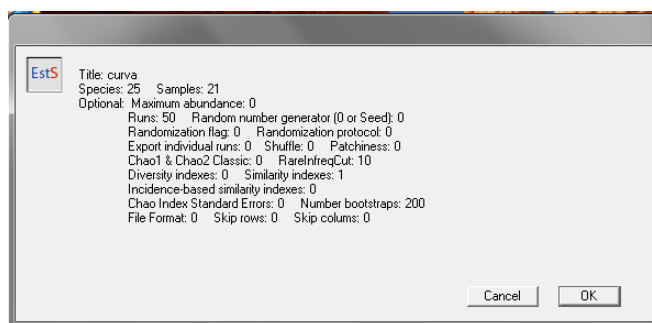 EstS
Title: curva
Species: 25 Samples: 21
Optional: Maximum abundance: 0
Runs: 50 Random number generator (0 or Seed): 0
Randomization flag: 0 Randomization protocol: 0
Export individual runs: 0 Shuffle: 0 Patchiness: 0
Chao1 & Chao2 Classic: 0 RareInfreqCut: 10
Diversity indexes: 0 Similarity indexes: 1
Incidence-based similarity indexes: 0
Chao Index Standard Errors: 0 Number bootstraps: 200
File Format: 0 Skip rows: 0 Skip colums: 0
Cancel OK